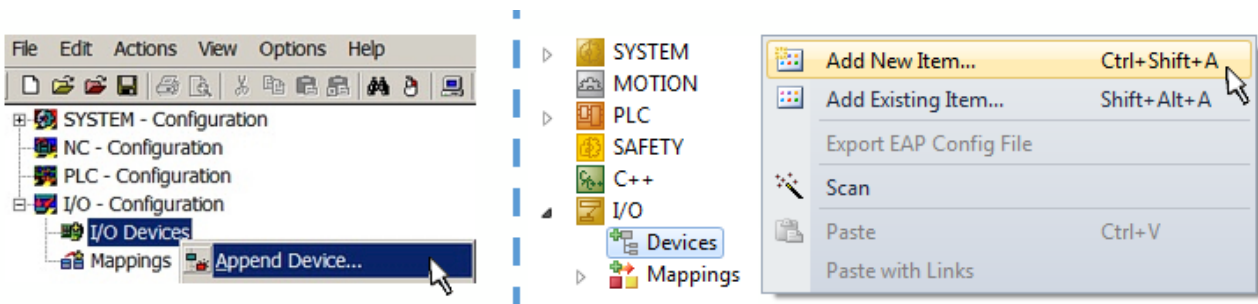 File Edit Actions View Options Help
SYSTEM - Configuration
NC - Configuration
PLC - Configuration
I/O - Configuration
I/O Devices
Mappings
Append Device...
SYSTEM
MOTION
PLC
SAFETY
C++
I/O
Devices
Mappings
Add New Item... Ctrl+Shift+A
Add Existing Item... Shift+Alt+A
Export EAP Config File
Scan
Paste Ctrl+V
Paste with Links